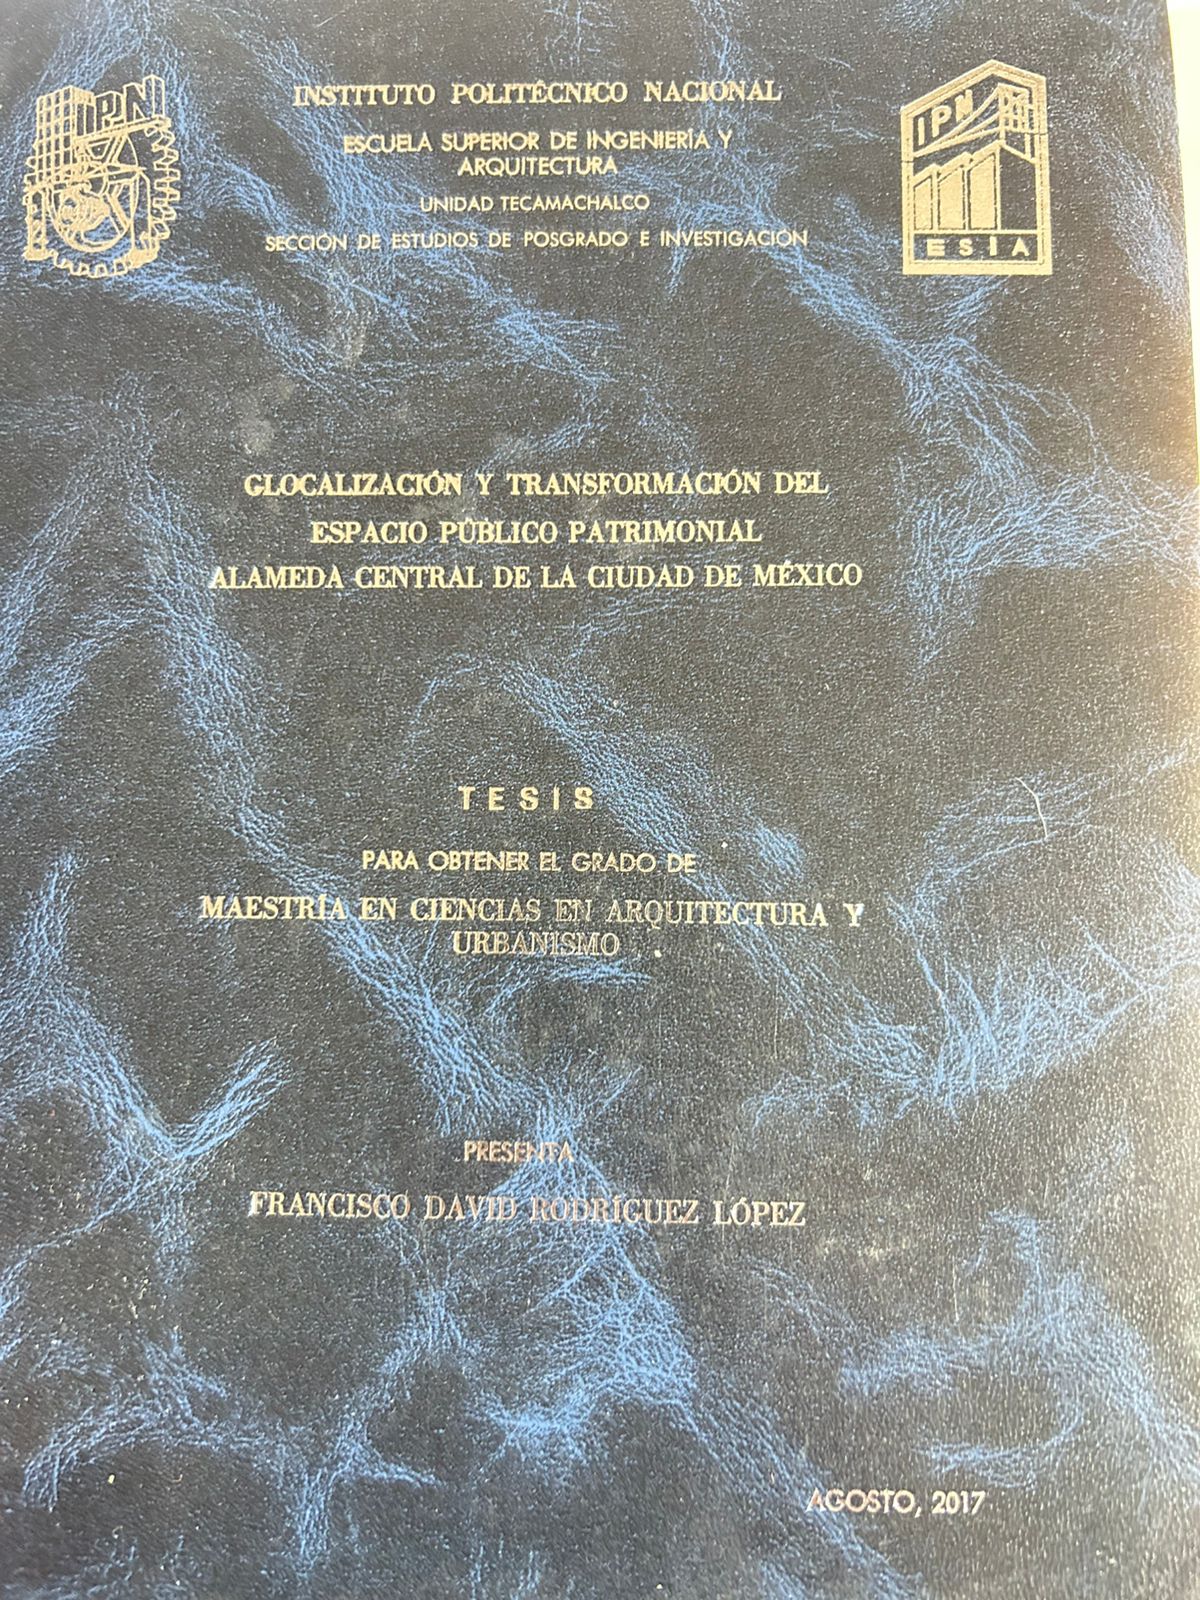 IPN
INSTITUTO POLITÉCNICO NACIONAL
ESCUELA SUPERIOR DE INGENIERÍA Y
ARQUITECTURA
UNIDAD TECAMACHALCO
SECCIÓN DE ESTUDIOS DE POSGRADO E INVESTIGACIÓN
IPN
ESIA
GLOCALIZACIÓN Y TRANSFORMACIÓN DEL
ESPACIO PÚBLICO PATRIMONIAL
ALAMEDA CENTRAL DE LA CIUDAD DE MÉXICO
TESIS
PARA OBTENER EL GRADO DE
MAESTRÍA EN CIENCIAS EN ARQUITECTURA Y
URBANISMO
PRESENTA
FRANCISCO DAVID RODRÍGUEZ LÓPEZ
AGOSTO, 2017